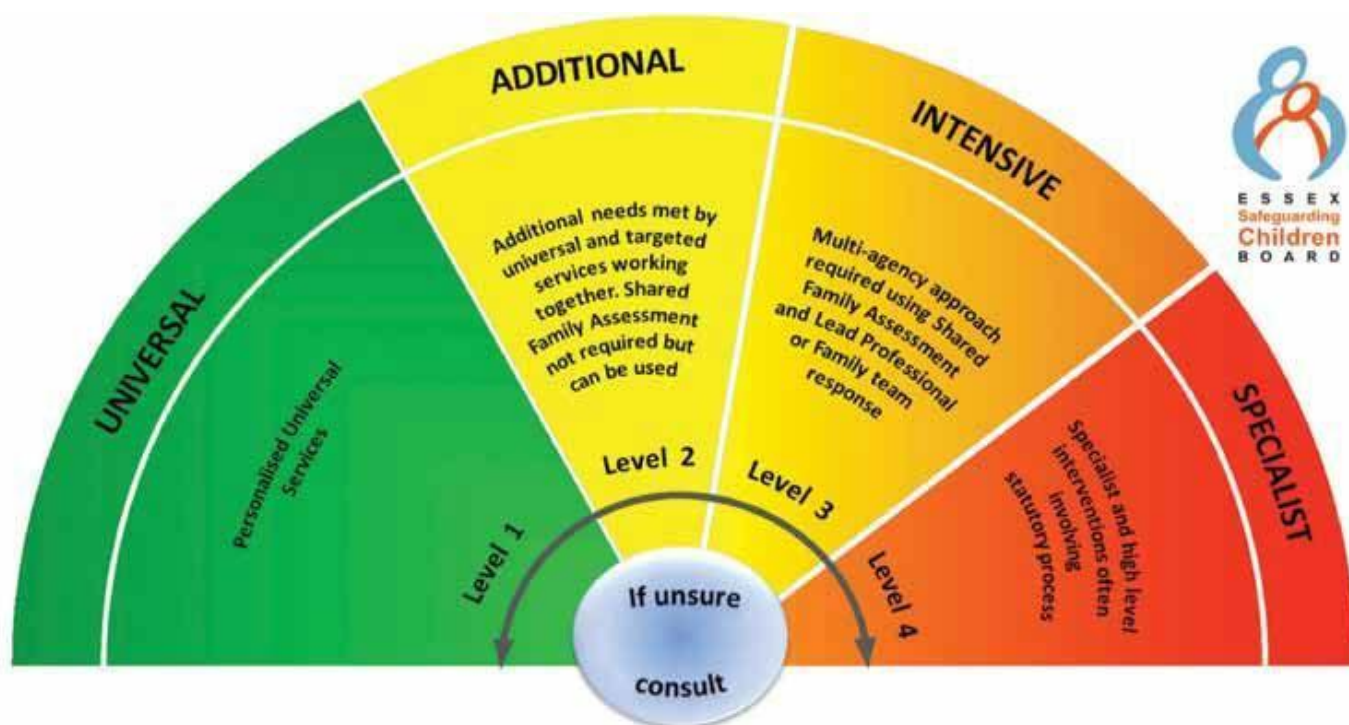 UNIVERSAL
Personalised Universal
Services
Level 1
ADDITIONAL
Additional needs met by
universal and targeted
services working
together. Shared
Family Assessment
not required but
can be used
Level 2
INTENSIVE
Multi-agency approach
required using Shared
Family Assessment
and Lead Professional
or Family team
response
Level 3
SPECIALIST
Specialist and high level
interventions often
involving
statutory process
Level 4
If unsure
consult
ESSEX
Safeguarding
Children
BOARD